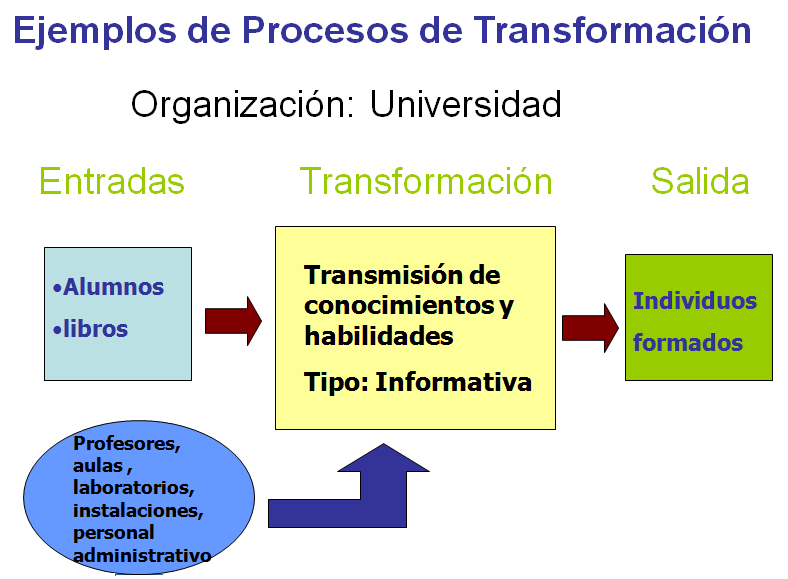 Ejemplos de Procesos de Transformación
Organización: Universidad
Entradas
Transformación
Salida
•Alumnos
•libros
Transmisión de
conocimientos y
habilidades
Tipo: Informativa
Individuos
formados
Profesores,
aulas ,
laboratorios,
instalaciones,
personal
administrativo